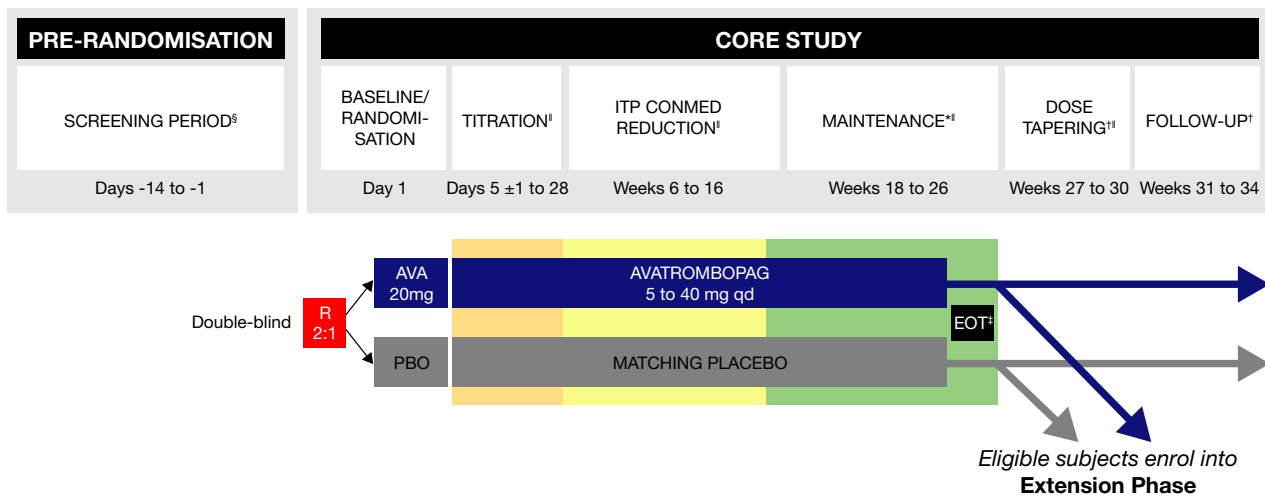 PRE-RANDOMISATION
CORE STUDY
SCREENING PERIOD§
BASELINE/
RANDOMI-
SATION
TITRATION‖
ITP CONMED
REDUCTION‖
MAINTENANCE*‖
DOSE
TAPERING†‖
FOLLOW-UP†
Days -14 to -1
Day 1
Days 5 ±1 to 28
Weeks 6 to 16
Weeks 18 to 26
Weeks 27 to 30
Weeks 31 to 34
Double-blind
R
2:1
AVA
20mg
AVATROMBOPAG
5 to 40 mg qd
EOT‡
PBO
MATCHING PLACEBO
Eligible subjects enrol into
Extension Phase